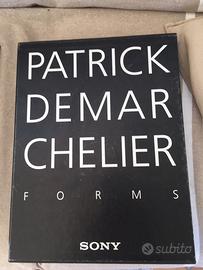 PATRICK
DEMAR
CHELIER
FORMS
SONY
subito